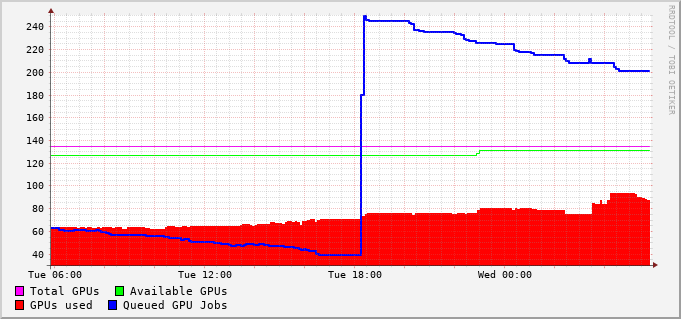 240
220
200
180
160
140
120
100
80
60
40
Tue 06:00 Tue 12:00 Tue 18:00 Wed 00:00
Total GPUs Available GPUs
GPUs used Queued GPU Jobs
RRDTOOL / TOBI OETIKER